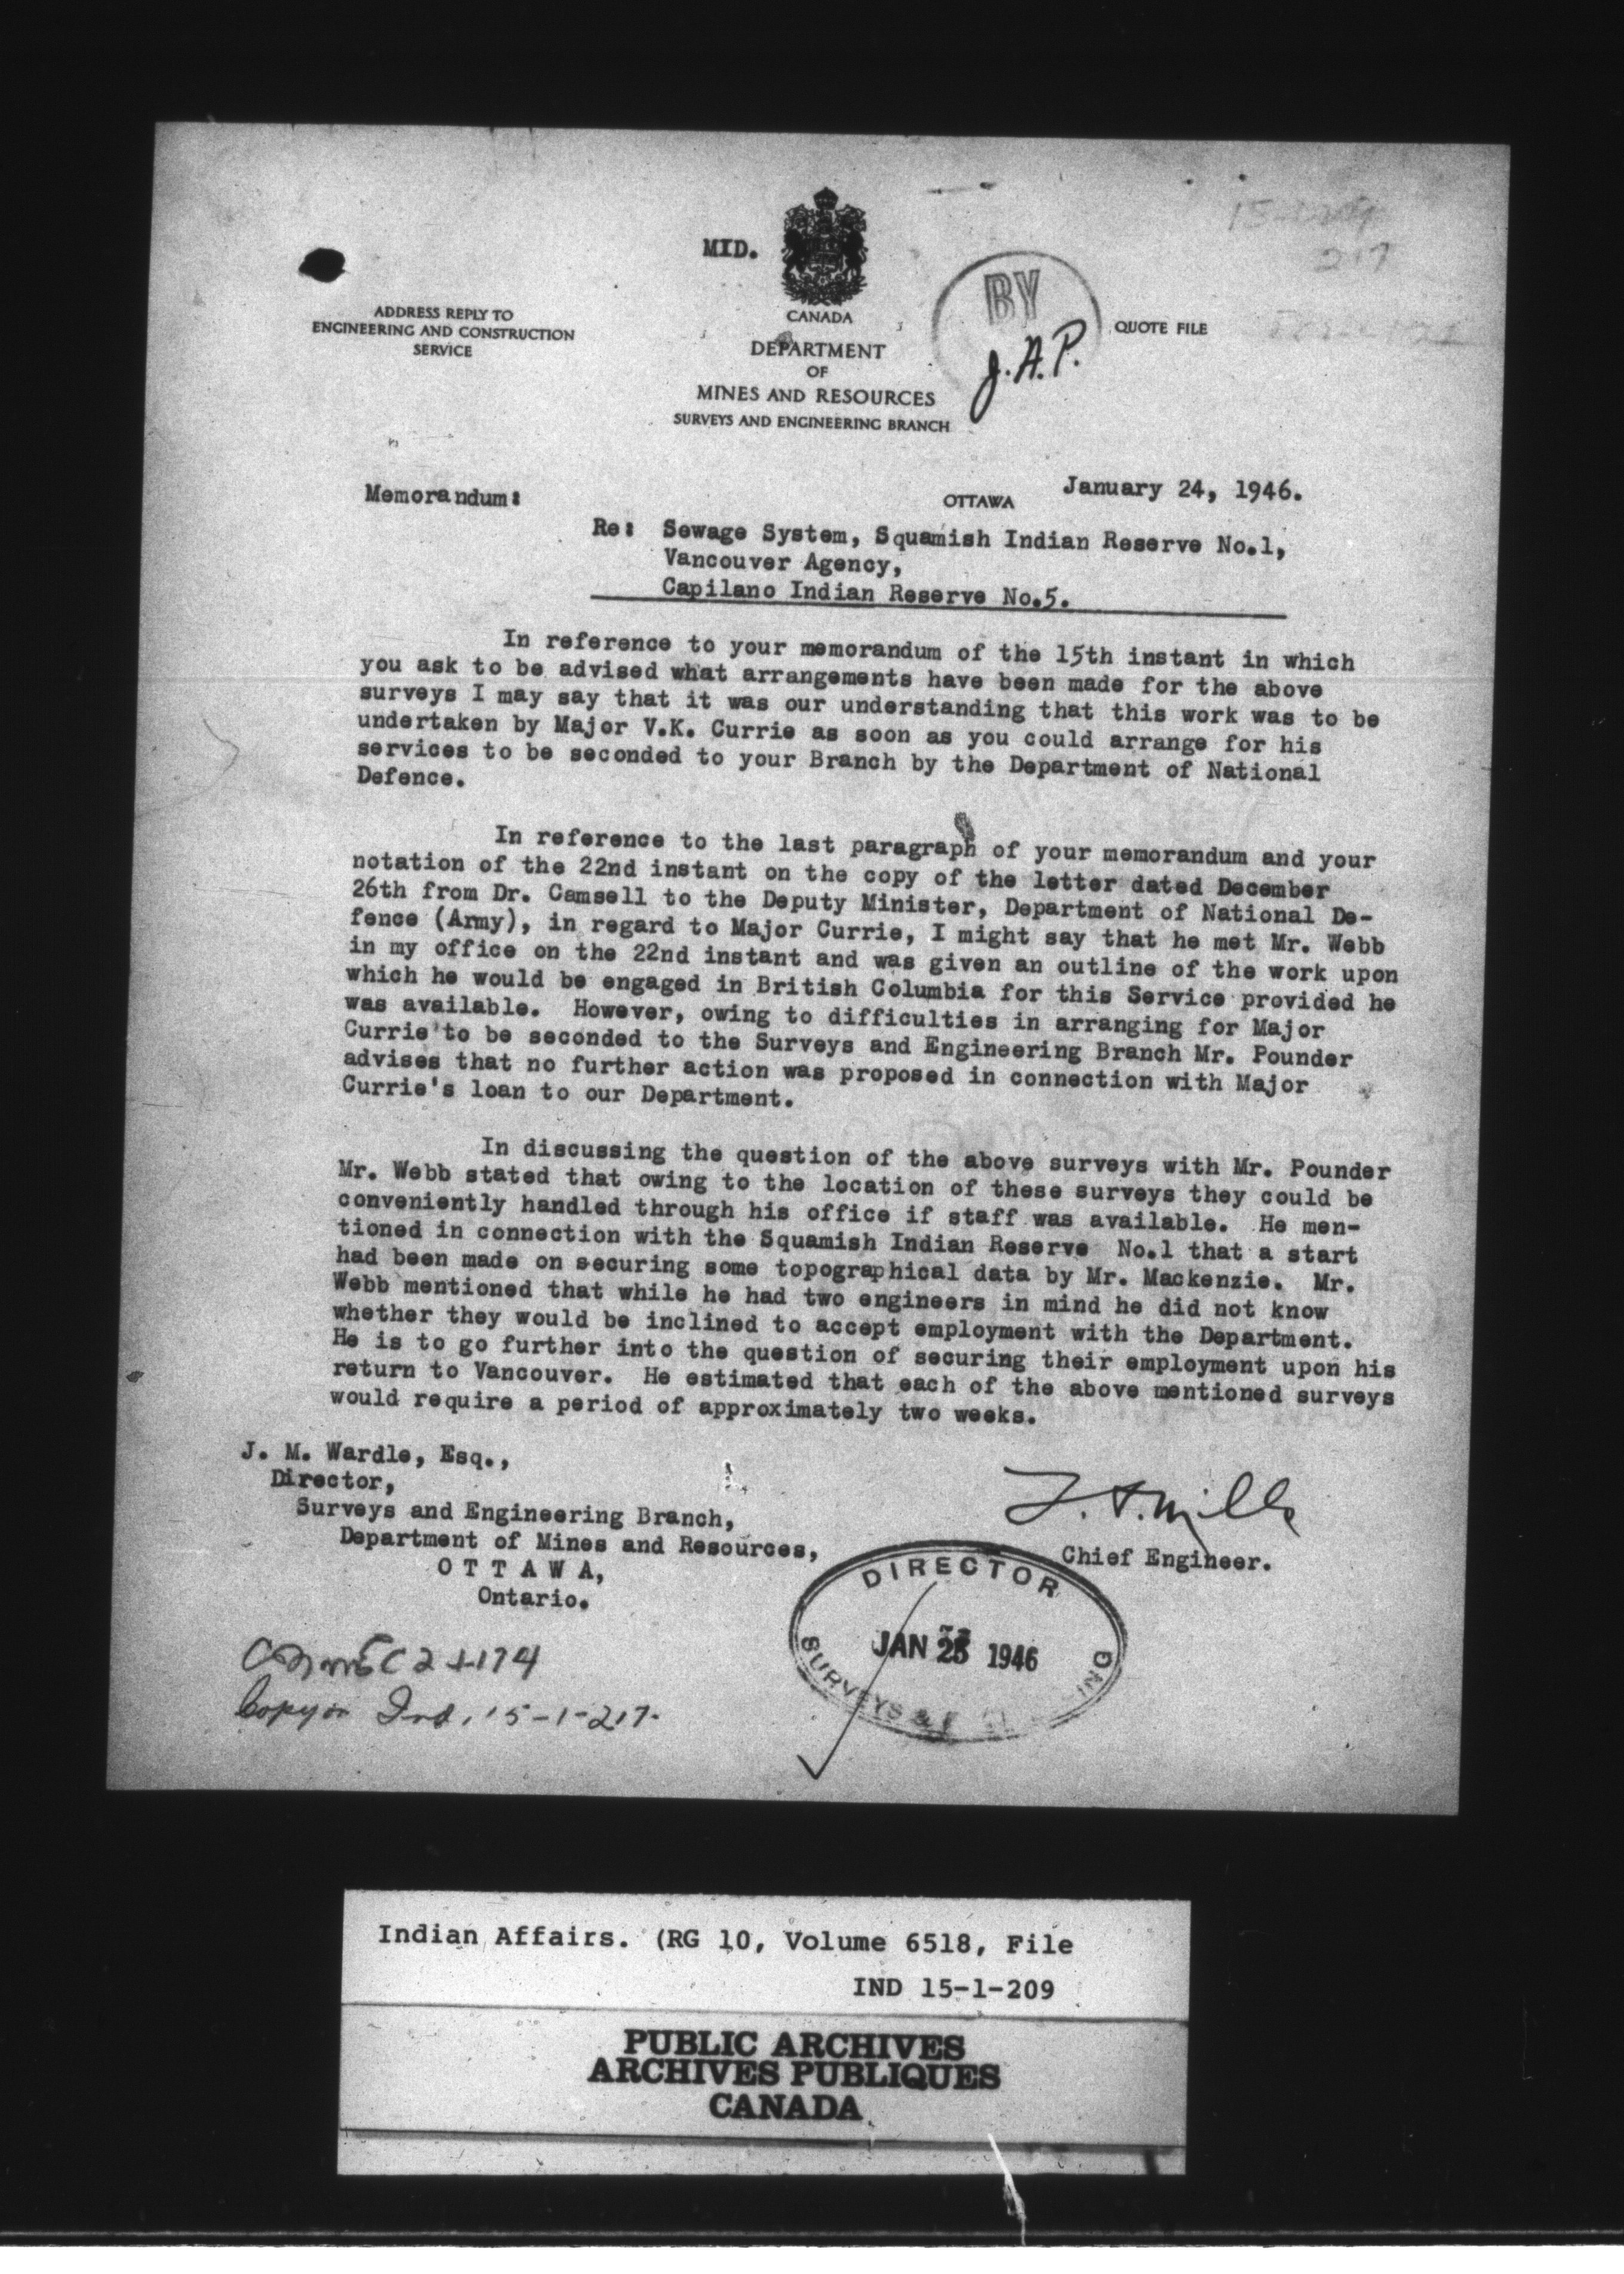 MID.
CANADA
ADDRESS REPLY TO
ENGINEERING AND CONSTRUCTION
SERVICE
DEPARTMENT
OF
MINES AND RESOURCES
SURVEYS AND ENGINEERING BRANCH
BY
J.A.P.
217
QUOTE FILE
Memorandum:
OTTAWA January 24, 1946.
Re: Sewage System, Squamish Indian Reserve No.1,
Vancouver Agency,
Capilano Indian Reserve No.5.
In reference to your memorandum of the 15th instant in which
you ask to be advised what arrangements have been made for the above
surveys I may say that it was our understanding that this work was to be
undertaken by Major V.K. Currie as soon as you could arrange for his
services to be seconded to your Branch by the Department of National
Defence.
In reference to the last paragraph of your memorandum and your
notation of the 22nd instant on the copy of the letter dated December
26th from Dr. Camsell to the Deputy Minister, Department of National De-
fence (Army), in regard to Major Currie, I might say that he met Mr. Webb
in my office on the 22nd instant and was given an outline of the work upon
which he would be engaged in British Columbia for this Service provided he
was available. However, owing to difficulties in arranging for Major
Currie to be seconded to the Surveys and Engineering Branch Mr. Pounder
advises that no further action was proposed in connection with Major
Currie's loan to our Department.
In discussing the question of the above surveys with Mr. Pounder
Mr. Webb stated that owing to the location of these surveys they could be
conveniently handled through his office if staff was available. He men-
tioned in connection with the Squamish Indian Reserve No.1 that a start
had been made on securing some topographical data by Mr. Mackenzie. Mr.
Webb mentioned that while he had two engineers in mind he did not know
whether they would be inclined to accept employment with the Department.
He is to go further into the question of securing their employment upon his
return to Vancouver. He estimated that each of the above mentioned surveys
would require a period of approximately two weeks.
J. M. Wardle, Esq.,
Director,
Surveys and Engineering Branch,
Department of Mines and Resources,
O T T A W A,
Ontario.
T.S. Mills
Chief Engineer.
DIRECTOR
JAN 1946
SURVEYS &
Copy on Ind. 15-1-217.
Indian Affairs. (RG 10, Volume 6518, File
IND 15-1-209
PUBLIC ARCHIVES
ARCHIVES PUBLIQUES
CANADA